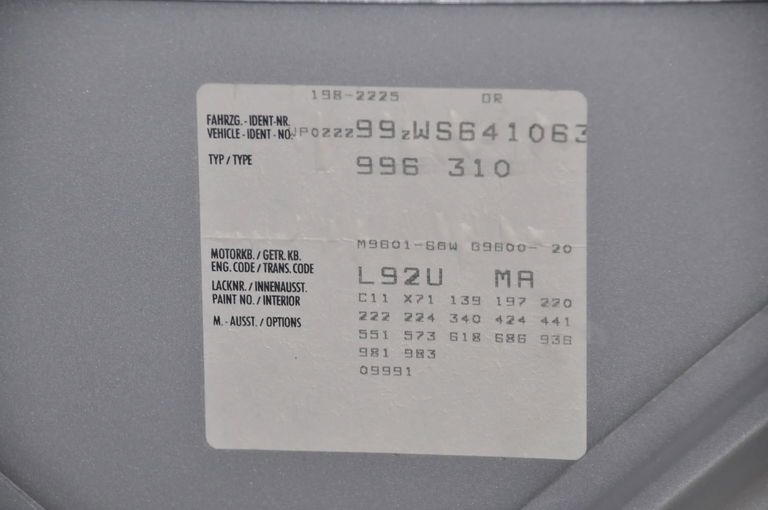 198-2225 DR
FAHRZG. - IDENT-NR.
VEHICLE - IDENT - NO. WP0ZZZ99ZWS641063
TYP / TYPE 996 310
M9601-66W G9600- 20
MOTORKB. / GETR. KB.
ENG. CODE / TRANS. CODE
L92U MA
LACKNR. / INNENAUSST.
PAINT NO. / INTERIOR
C11 X71 139 197 220
M. - AUSST. / OPTIONS
222 224 340 424 441
551 573 618 686 936
981 983
09991